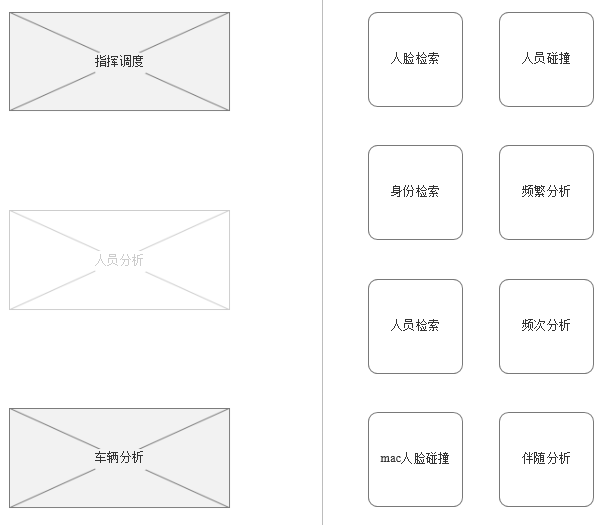 指挥调度
人员分析
车辆分析
人脸检索
人员碰撞
身份检索
频繁分析
人员检索
频次分析
mac人脸碰撞
伴随分析